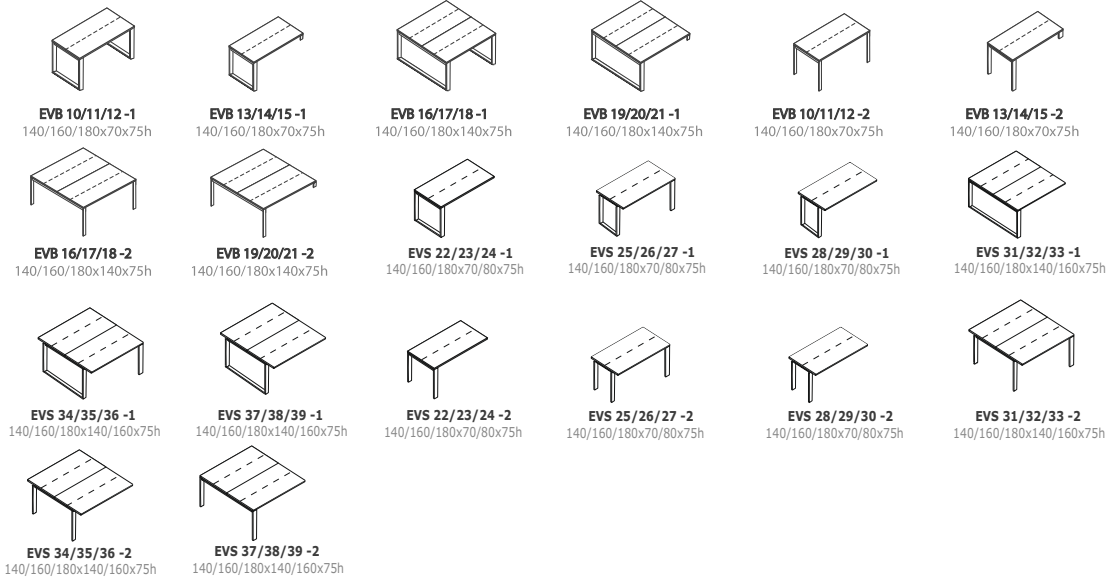 EVB 10/11/12 -1
140/160/180x70x75h
EVB 13/14/15 -1
140/160/180x70x75h
EVB 16/17/18 -1
140/160/180x140x75h
EVB 19/20/21 -1
140/160/180x140x75h
EVB 10/11/12 -2
140/160/180x70x75h
EVB 13/14/15 -2
140/160/180x70x75h
EVB 16/17/18 -2
140/160/180x140x75h
EVB 19/20/21 -2
140/160/180x140x75h
EVS 22/23/24 -1
140/160/180x70/80x75h
EVS 25/26/27 -1
140/160/180x70/80x75h
EVS 28/29/30 -1
140/160/180x70/80x75h
EVS 31/32/33 -1
140/160/180x140/160x75h
EVS 34/35/36 -1
140/160/180x140/160x75h
EVS 37/38/39 -1
140/160/180x140/160x75h
EVS 22/23/24 -2
140/160/180x70/80x75h
EVS 25/26/27 -2
140/160/180x70/80x75h
EVS 28/29/30 -2
140/160/180x70/80x75h
EVS 31/32/33 -2
140/160/180x140/160x75h
EVS 34/35/36 -2
140/160/180x140/160x75h
EVS 37/38/39 -2
140/160/180x140/160x75h